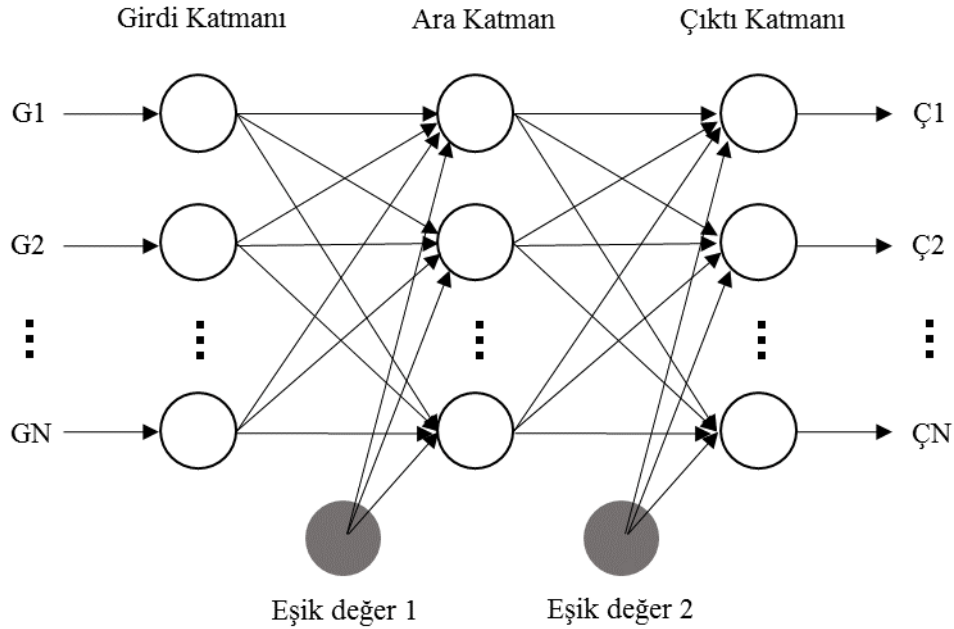 Girdi Katmanı
Ara Katman
Çıktı Katmanı
G1
Ç1
G2
Ç2
GN
ÇN
Eşik değer 1
Eşik değer 2